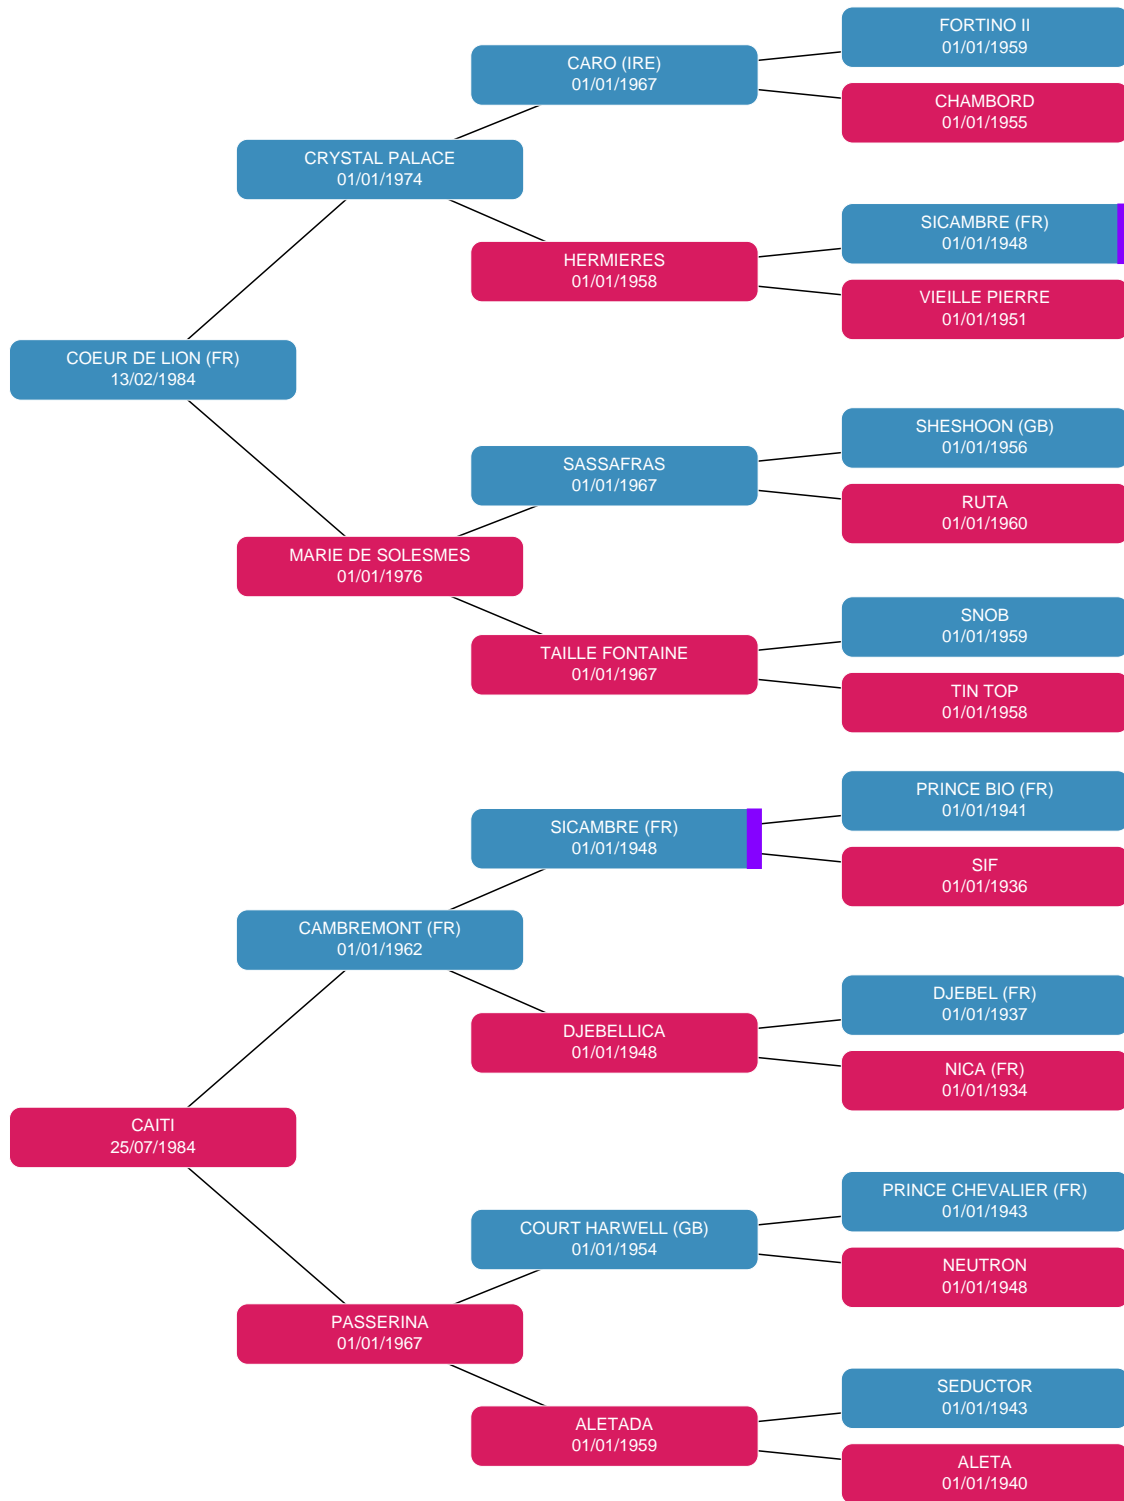 FORTINO II
01/01/1959
CARO (IRE)
01/01/1967
CHAMBORD
01/01/1955
CRYSTAL PALACE
01/01/1974
SICAMBRE (FR)
01/01/1948
HERMIERES
01/01/1958
VIEILLE PIERRE
01/01/1951
COEUR DE LION (FR)
13/02/1984
SHESHOON (GB)
01/01/1956
SASSAFRAS
01/01/1967
RUTA
01/01/1960
MARIE DE SOLESMES
01/01/1976
SNOB
01/01/1959
TAILLE FONTAINE
01/01/1967
TIN TOP
01/01/1958
PRINCE BIO (FR)
01/01/1941
SICAMBRE (FR)
01/01/1948
SIF
01/01/1936
CAMBREMONT (FR)
01/01/1962
DJEBEL (FR)
01/01/1937
DJEBELLICA
01/01/1948
NICA (FR)
01/01/1934
CAITI
25/07/1984
PRINCE CHEVALIER (FR)
01/01/1943
COURT HARWELL (GB)
01/01/1954
NEUTRON
01/01/1948
PASSERINA
01/01/1967
SEDUCTOR
01/01/1943
ALETADA
01/01/1959
ALETA
01/01/1940